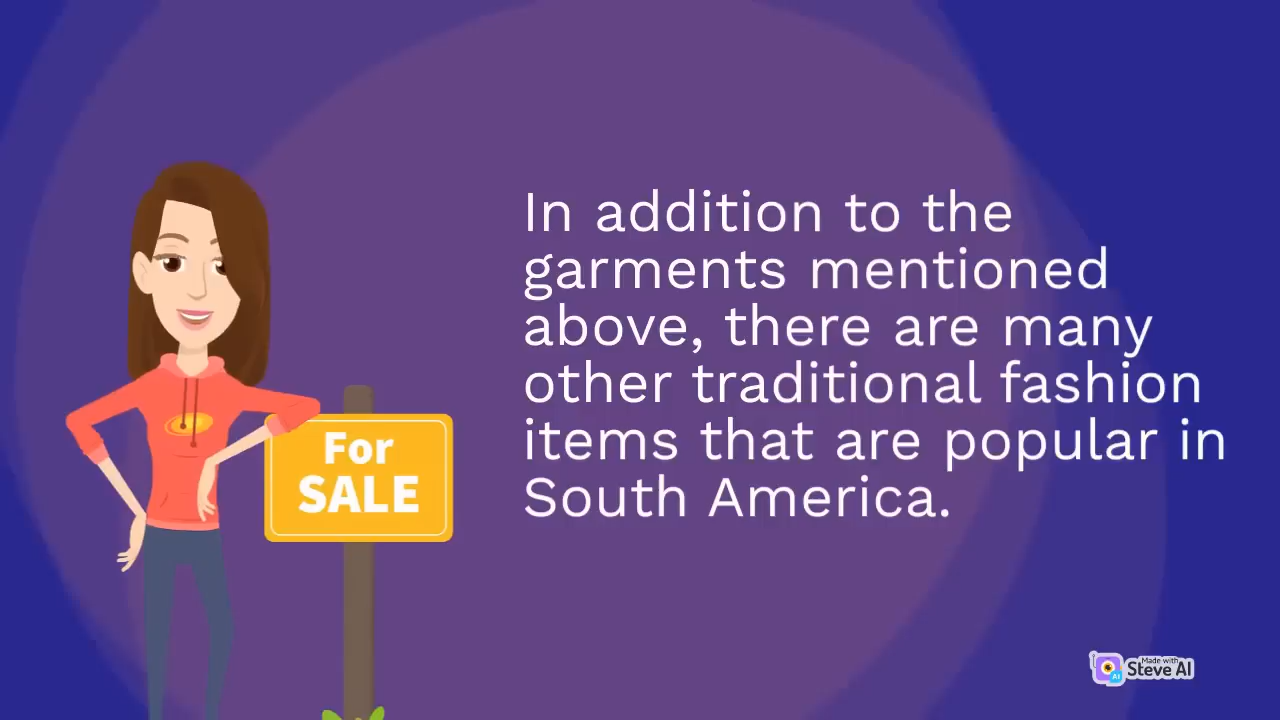 In addition to the
garments mentioned
above, there are many
other traditional fashion
items that are popular in
South America.
For
SALE
Made with
Steve AI
AI